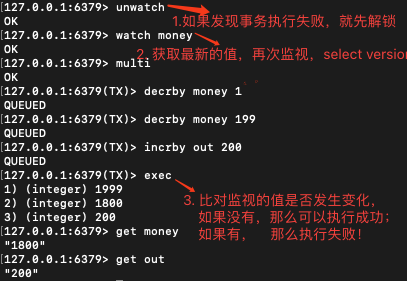 [127.0.0.1:6379> unwatch
OK
1.如果发现事务执行失败，就先解锁
[127.0.0.1:6379> watch money
OK
2. 获取最新的值，再次监视，select version
[127.0.0.1:6379> multi
OK
[127.0.0.1:6379(TX)> decrby money 1
QUEUED
[127.0.0.1:6379(TX)> decrby money 199
QUEUED
[127.0.0.1:6379(TX)> incrby out 200
QUEUED
[127.0.0.1:6379(TX)> exec
1) (integer) 1999
2) (integer) 1800
3) (integer) 200
3. 比对监视的值是否发生变化，
如果没有，那么可以执行成功；
如果有， 那么执行失败！
[127.0.0.1:6379> get money
"1800"
[127.0.0.1:6379> get out
"200"